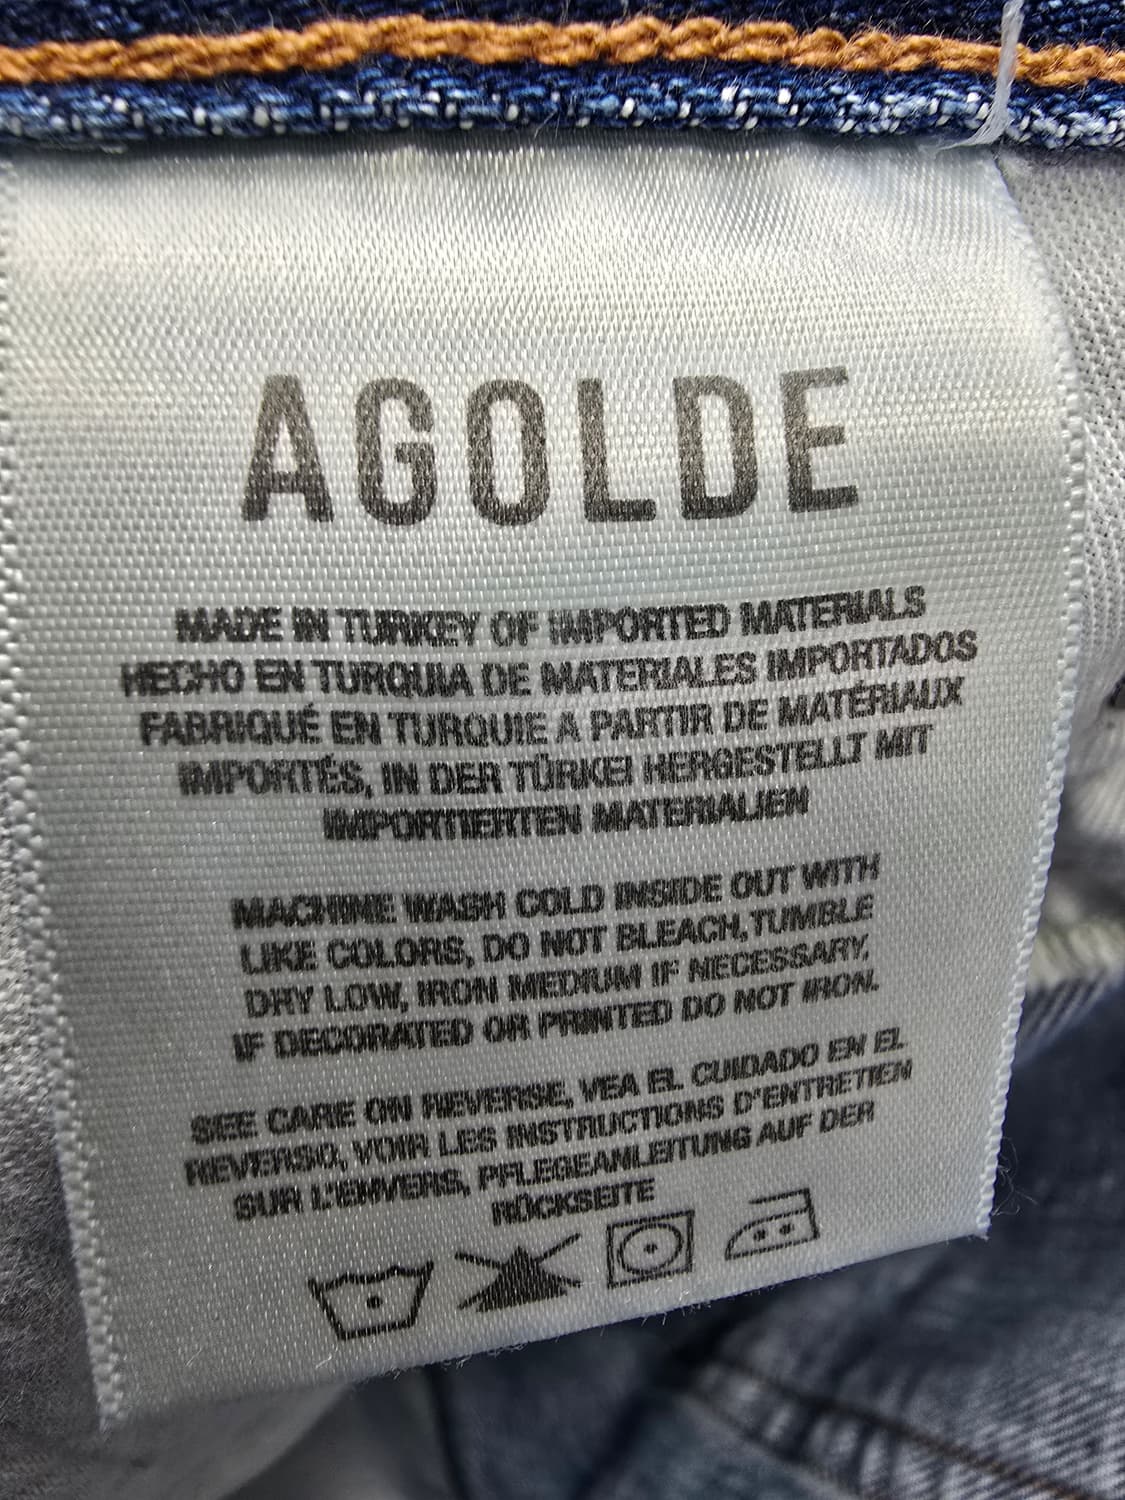 AGOLDE
MADE IN TURKEY OF IMPORTED MATERIALS
HECHO EN TURQUIA DE MATERIALES IMPORTADOS
FABRIQUÉ EN TURQUIE A PARTIR DE MATÉRIAUX
IMPORTÉS, IN DER TÜRKEI HERGESTELLT MIT
IMPORTIERTEN MATERIALIEN
MACHINE WASH COLD INSIDE OUT WITH
LIKE COLORS, DO NOT BLEACH, TUMBLE
DRY LOW, IRON MEDIUM IF NECESSARY,
IF DECORATED OR PRINTED DO NOT IRON.
SEE CARE ON REVERSE, VEA EL CUIDADO EN EL
REVERSO, VOIR LES INSTRUCTIONS D'ENTRETIEN
SUR L'ENVERS, PFLEGEANLEITUNG AUF DER
RÜCKSEITE